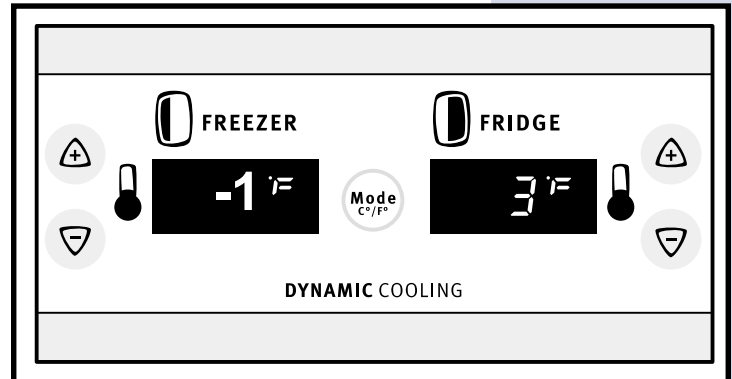 FREEZER
FRIDGE
-1 °F
3 °F
Mode
C°/F°
DYNAMIC COOLING